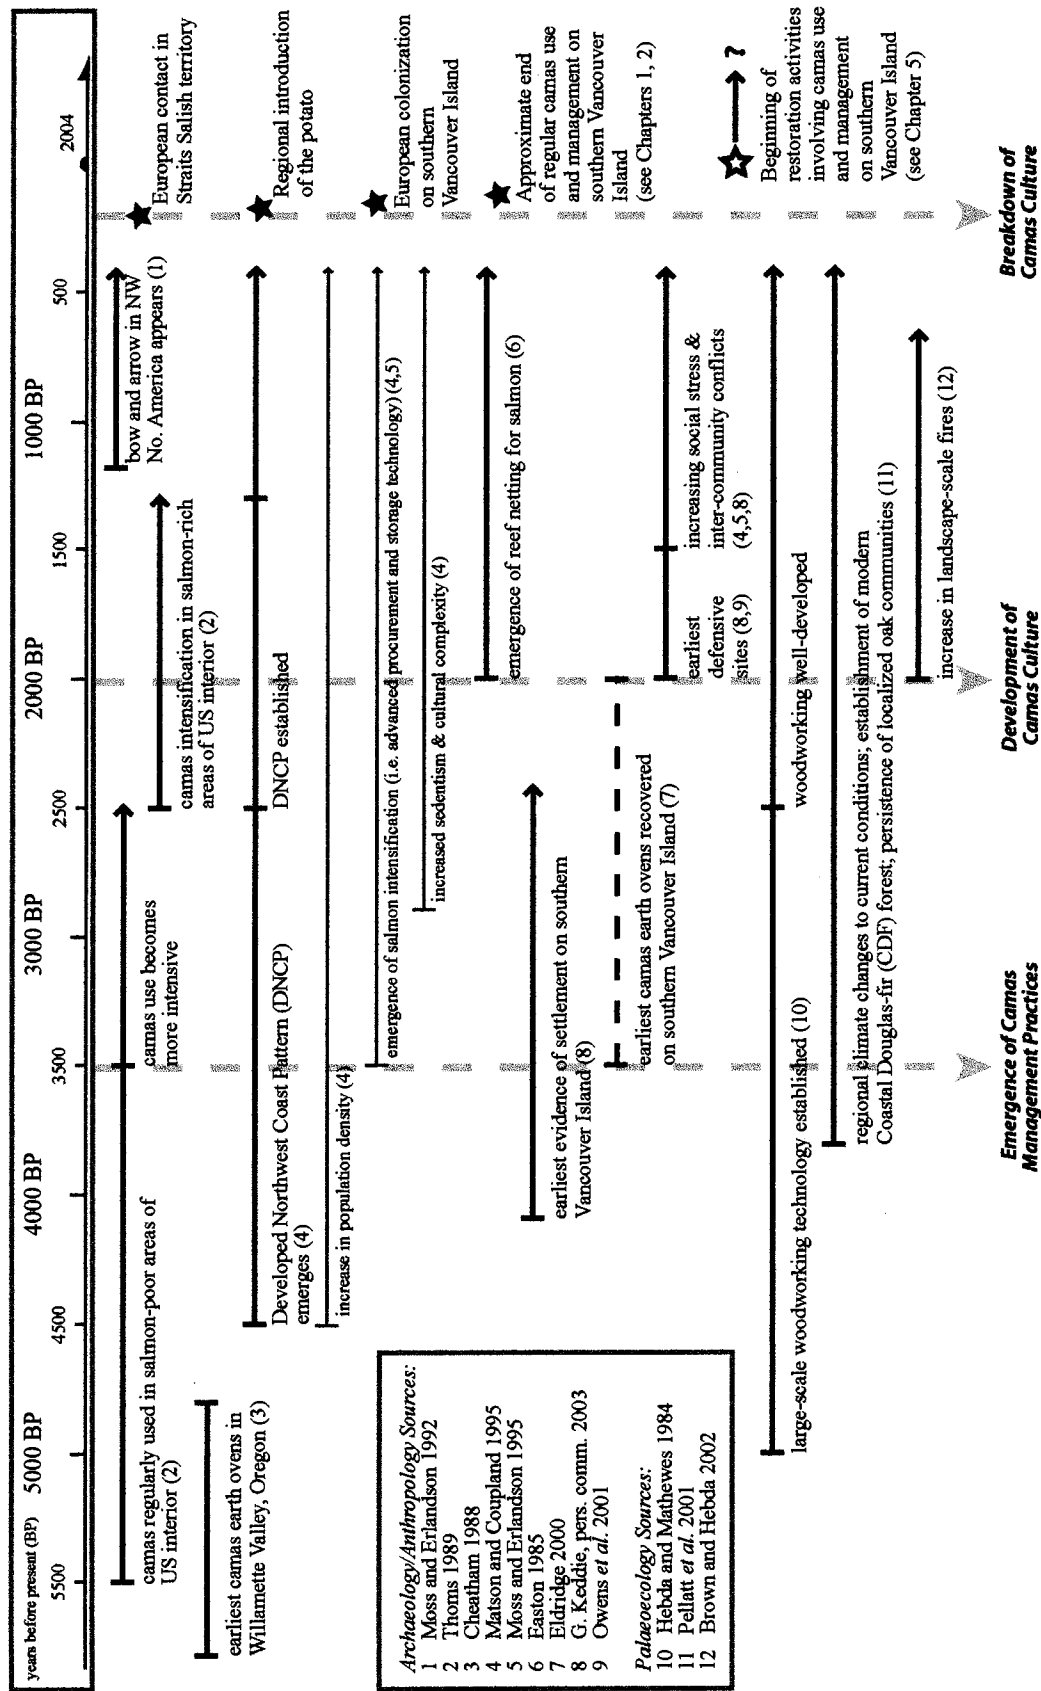 years before present (BP)
5500
5000 BP
4500
4000 BP
3500
3000 BP
2500
2000 BP
1500
1000 BP
500
2004
camas regularly used in salmon-poor areas of
US interior (2)
camas use becomes
more intensive
camas intensification in salmon-rich
areas of US interior (2)
bow and arrow in NW
No. America appears (1)
European contact in
Straits Salish territory
earliest camas earth ovens in
Willamette Valley, Oregon (3)
Developed Northwest Coast Pattern (DNCP)
emerges (4)
DNCP established
Regional introduction
of the potato
increase in population density (4)
emergence of salmon intensification (i.e. advanced procurement and storage technology) (4,5)
European colonization
on southern
Vancouver Island
increased sedentism & cultural complexity (4)
emergence of reef netting for salmon (6)
Approximate end
of regular camas use
and management on
southern Vancouver
Island
(see Chapters 1, 2)
earliest evidence of settlement on southern
Vancouver Island (8)
earliest camas earth ovens recovered
on southern Vancouver Island (7)
earliest
defensive
sites (8,9)
increasing social stress &
inter-community conflicts
(4,5,8)
?
Beginning of
restoration activities
involving camas use
and management
on southern
Vancouver Island
(see Chapter 5)
large-scale woodworking technology established (10)
woodworking well-developed
regional climate changes to current conditions; establishment of modern
Coastal Douglas-fir (CDF) forest; persistence of localized oak communities (11)
increase in landscape-scale fires (12)
Archaeology/Anthropology Sources:
1 Moss and Erlandson 1992
2 Thoms 1989
3 Cheatham 1988
4 Matson and Coupland 1995
5 Moss and Erlandson 1995
6 Easton 1985
7 Eldridge 2000
8 G. Keddie, pers. comm. 2003
9 Owens et al. 2001
Palaeoecology Sources:
10 Hebda and Mathewes 1984
11 Pellatt et al. 2001
12 Brown and Hebda 2002
Emergence of Camas
Management Practices
Development of
Camas Culture
Breakdown of
Camas Culture